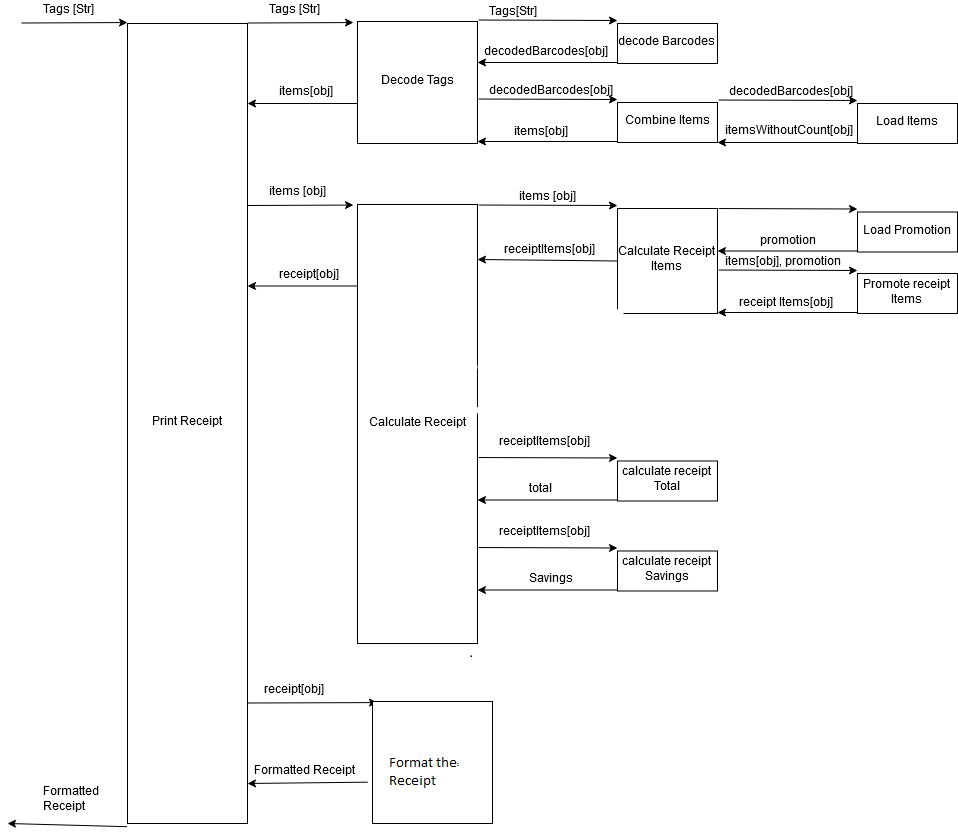 Tags [Str]
Tags [Str]
Tags[Str]
decode Barcodes
decodedBarcodes[obj]
Decode Tags
items[obj]
decodedBarcodes[obj]
decodedBarcodes[obj]
Combine Items
Load Items
items[obj]
itemsWithoutCount[obj]
items [obj]
items [obj]
Load Promotion
promotion
receiptItems[obj]
Calculate Receipt
Items
items[obj], promotion
receipt[obj]
Promote receipt
Items
receipt Items[obj]
Print Receipt
Calculate Receipt
receiptItems[obj]
calculate receipt
Total
total
receiptItems[obj]
calculate receipt
Savings
Savings
receipt[obj]
Format the
Receipt
Formatted Receipt
Formatted
Receipt